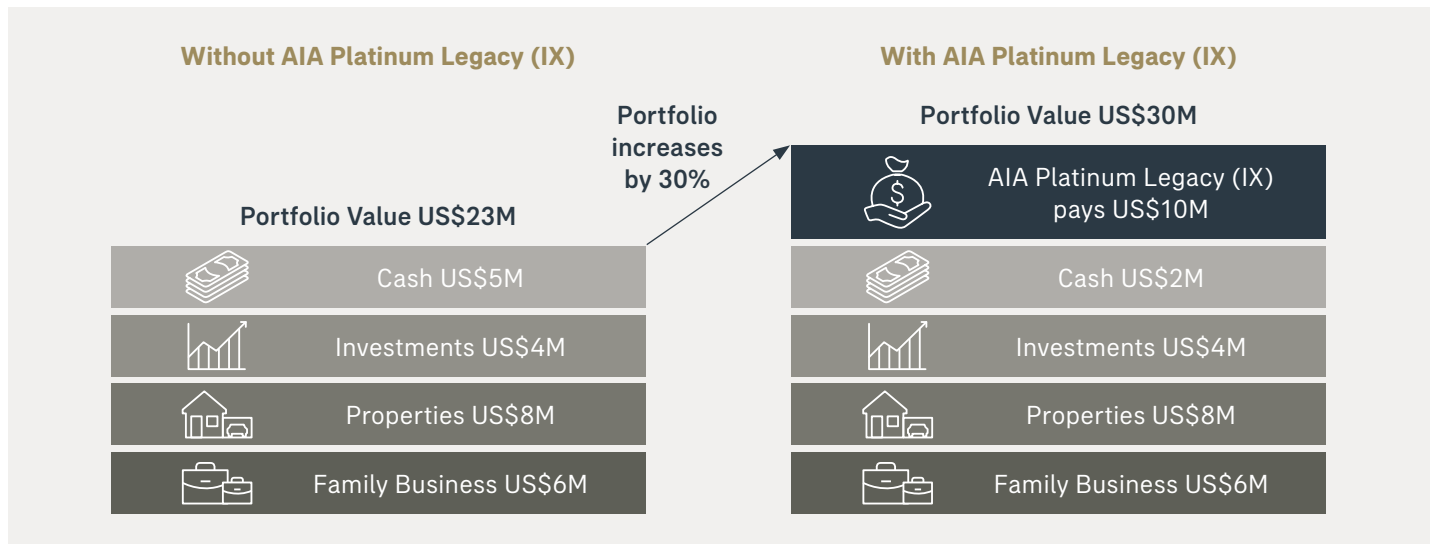 Without AIA Platinum Legacy (IX)
Portfolio Value US$23M
Cash US$5M
Investments US$4M
Properties US$8M
Family Business US$6M
Portfolio
increases
by 30%
With AIA Platinum Legacy (IX)
Portfolio Value US$30M
$
AIA Platinum Legacy (IX)
pays US$10M
Cash US$2M
Investments US$4M
Properties US$8M
Family Business US$6M